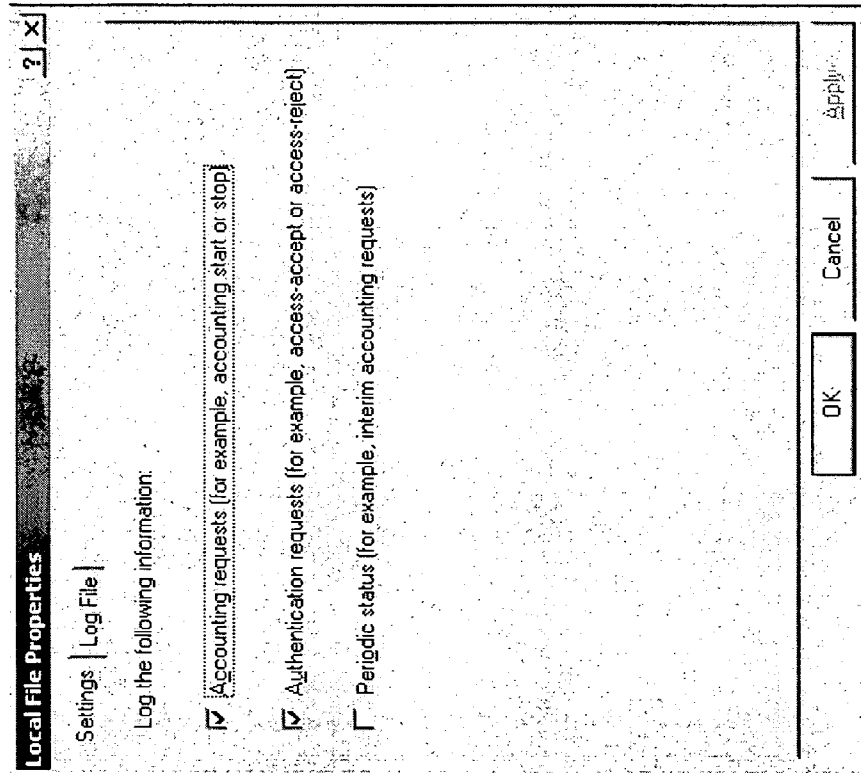 Local File Properties ? X
Settings Log File
Log the following information:
Accounting requests (for example, accounting start or stop)
Authentication requests (for example, access-accept or access-reject)
Periodic status (for example, interim accounting requests)
OK Cancel Apply